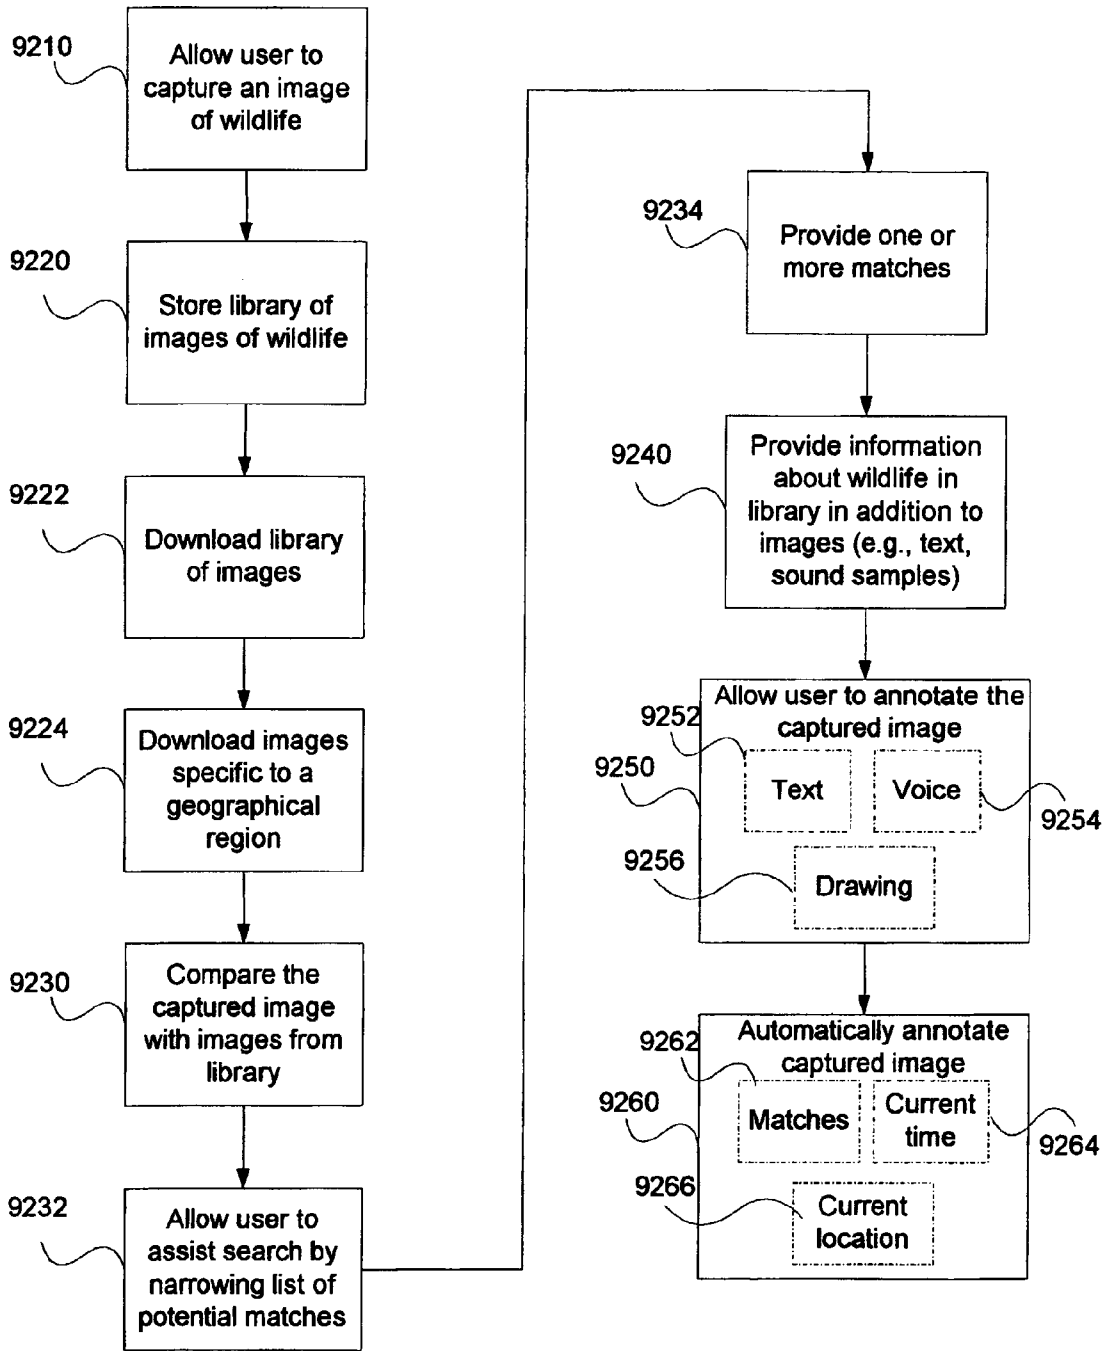 9210
Allow user to
capture an image
of wildlife
9220
Store library of
images of wildlife
9222
Download library
of images
9224
Download images
specific to a
geographical
region
9230
Compare the
captured image
with images from
library
9232
Allow user to
assist search by
narrowing list of
potential matches
9234
Provide one or
more matches
9240
Provide information
about wildlife in
library in addition to
images (e.g., text,
sound samples)
9250
Allow user to annotate the
captured image
9252
Text
Voice
9254
9256
Drawing
9260
Automatically annotate
captured image
9262
Matches
Current
time
9264
9266
Current
location